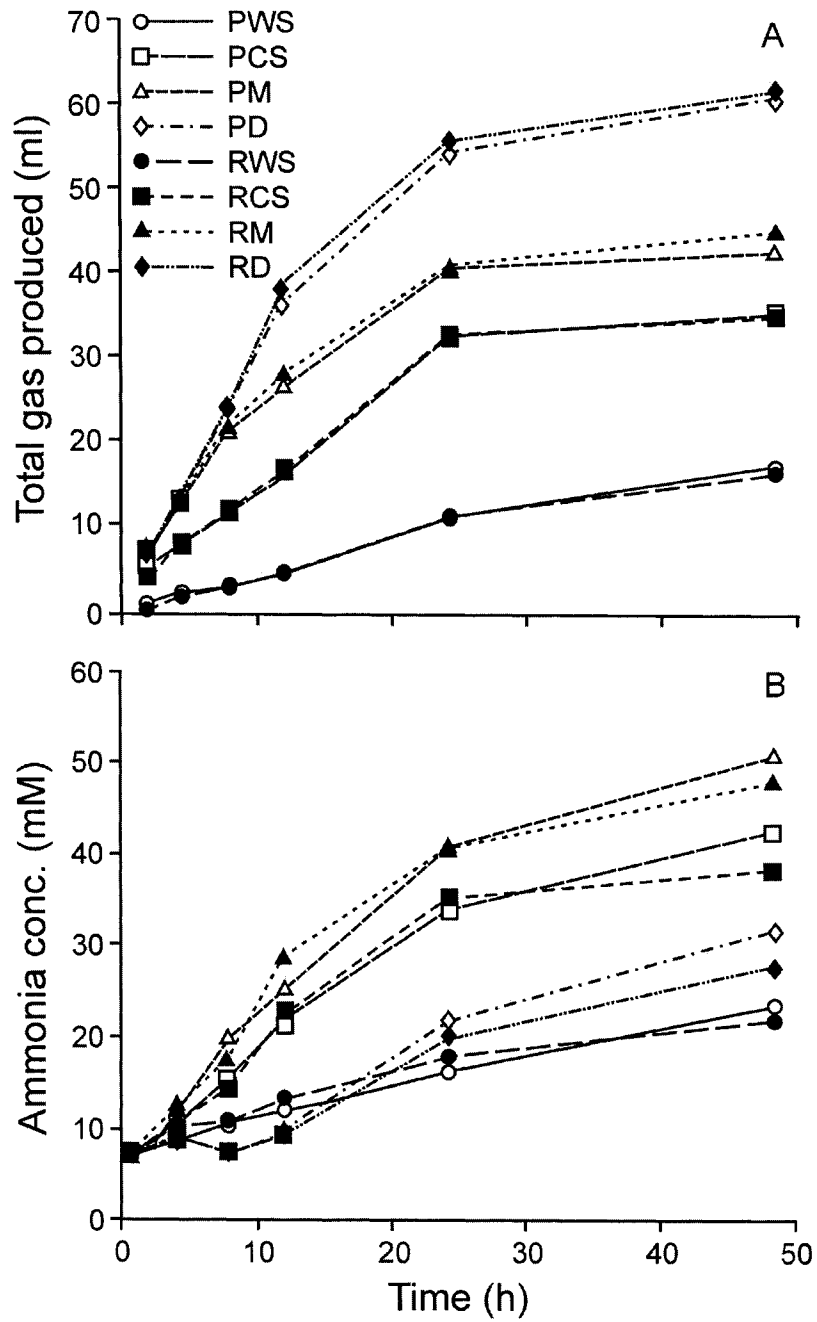 70
60
50
40
30
20
10
0
Total gas produced (ml)
A
PWS
PCS
PM
PD
RWS
RCS
RM
RD
60
50
40
30
20
10
0
Ammonia conc. (mM)
B
0 10 20 30 40 50
Time (h)